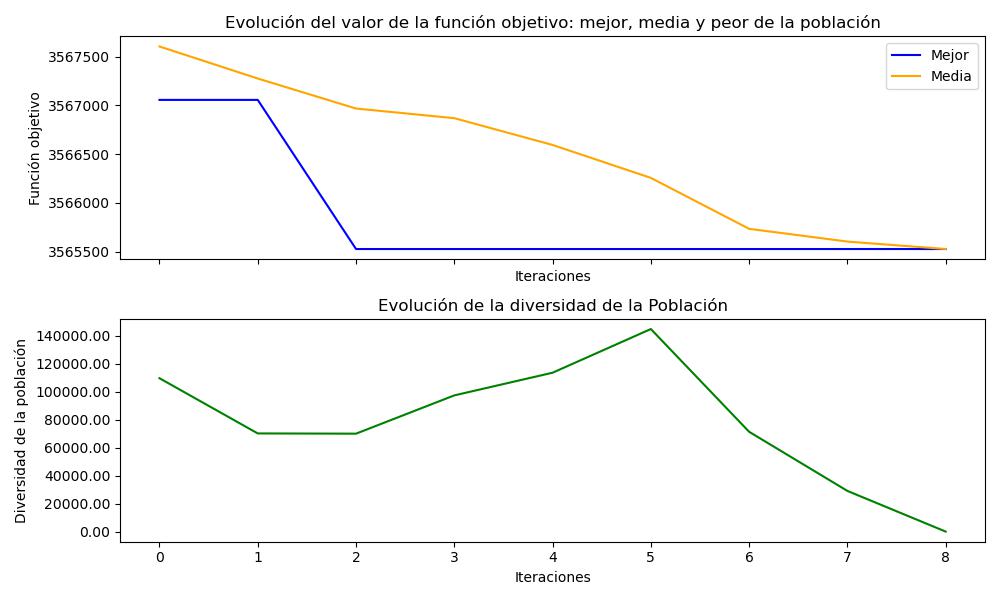 Evolución del valor de la función objetivo: mejor, media y peor de la población
Función objetivo
3567500
3567000
3566500
3566000
3565500
Mejor
Media
Iteraciones
Evolución de la diversidad de la Población
Diversidad de la población
140000.00
120000.00
100000.00
80000.00
60000.00
40000.00
20000.00
0.00
0 1 2 3 4 5 6 7 8
Iteraciones